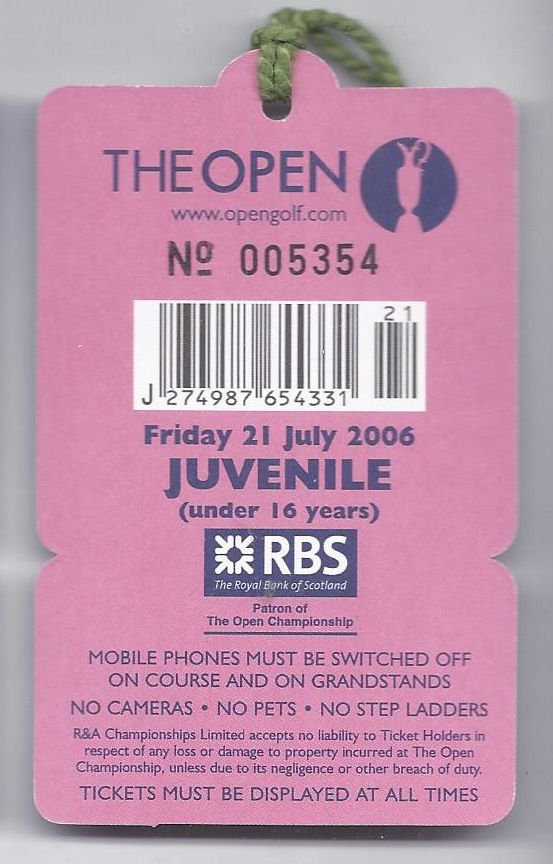 THE OPEN
www.opengolf.com
Nº 005354
21
J 274987 654331
Friday 21 July 2006
JUVENILE
(under 16 years)
RBS
The Royal Bank of Scotland
Patron of
The Open Championship
MOBILE PHONES MUST BE SWITCHED OFF
ON COURSE AND ON GRANDSTANDS
NO CAMERAS • NO PETS • NO STEP LADDERS
R&A Championships Limited accepts no liability to Ticket Holders in
respect of any loss or damage to property incurred at The Open
Championship, unless due to its negligence or other breach of duty.
TICKETS MUST BE DISPLAYED AT ALL TIMES